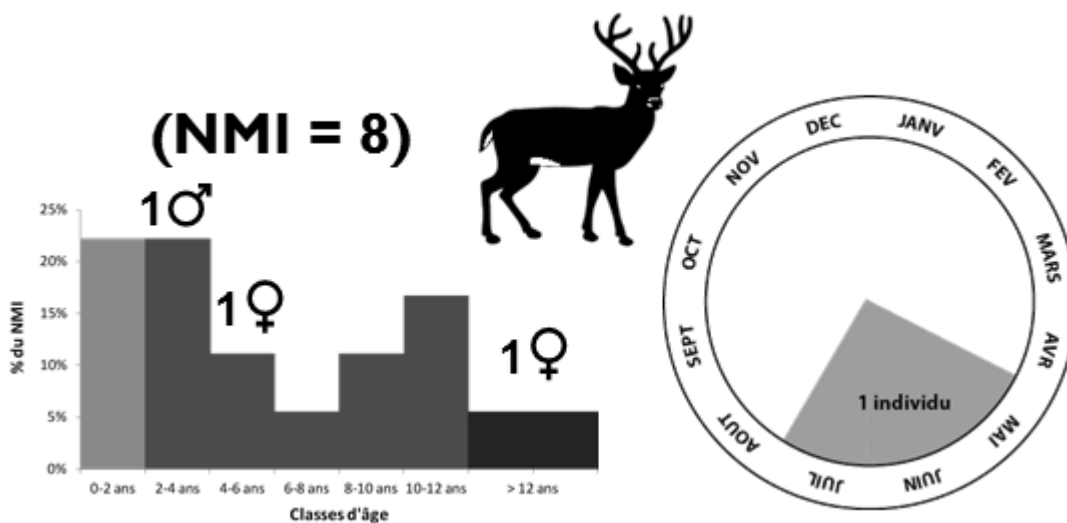 (NMI = 8)
1♂
1♀
1♀
% du NMI
25%
20%
15%
10%
5%
0%
0-2 ans
2-4 ans
4-6 ans
6-8 ans
8-10 ans
10-12 ans
> 12 ans
Classes d'âge
JANV
FEV
MARS
AVR
MAI
JUIN
JUIL
AOUT
SEPT
OCT
NOV
DEC
1 individu